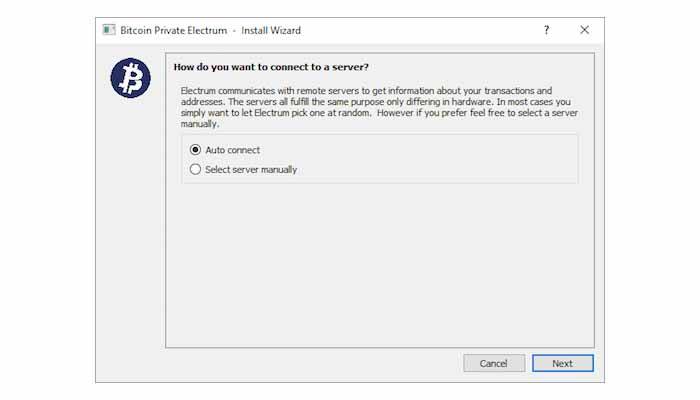 Bitcoin Private Electrum - Install Wizard
How do you want to connect to a server?
Electrum communicates with remote servers to get information about your transactions and
addresses. The servers all fulfill the same purpose only differing in hardware. In most cases you
simply want to let Electrum pick one at random.  However if you prefer feel free to select a server
manually.
Auto connect
Select server manually
Cancel
Next